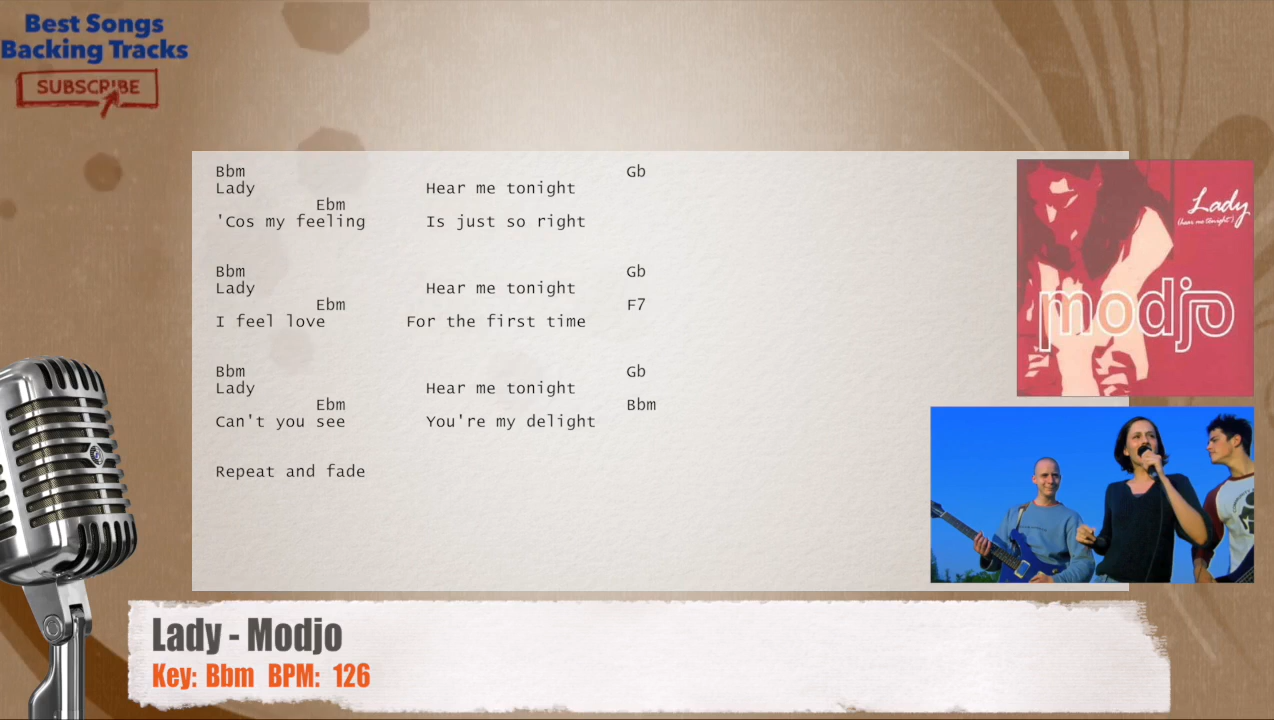 Best Songs
Backing Tracks
SUBSCRIBE
Bbm Gb
Lady Hear me tonight
Ebm
'Cos my feeling Is just so right
Bbm Gb
Lady Hear me tonight
Ebm F7
I feel love For the first time
Bbm Gb
Lady Hear me tonight
Ebm Bbm
Can't you see You're my delight
Repeat and fade
Lady
(hear me tonight)
modjo
Lady - Modjo
Key: Bbm BPM: 126